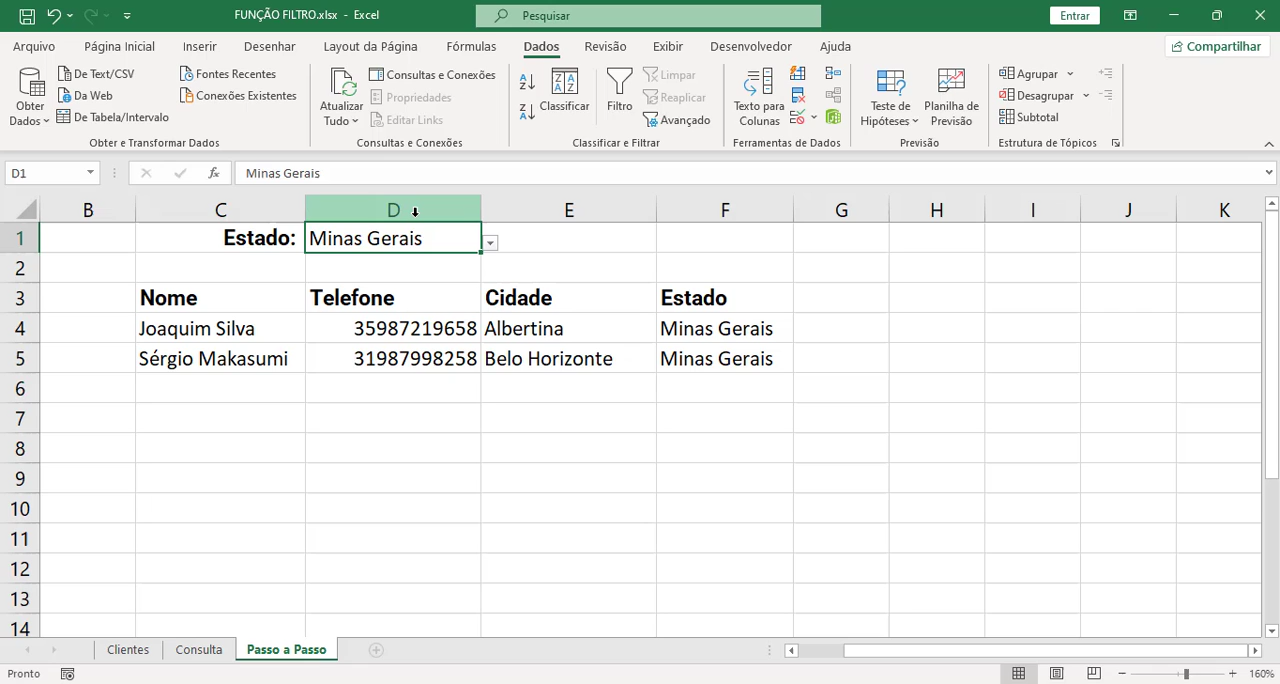 FUNÇÃO FILTRO.xlsx - Excel
Pesquisar
Entrar
Arquivo Página Inicial Inserir Desenhar Layout da Página Fórmulas Dados Revisão Exibir Desenvolvedor Ajuda
Compartilhar
Obter Dados
De Text/CSV
Da Web
De Tabela/Intervalo
Fontes Recentes
Conexões Existentes
Obter e Transformar Dados
Atualizar Tudo
Consultas e Conexões
Propriedades
Editar Links
Consultas e Conexões
Classificar
Filtro
Limpar
Reaplicar
Avançado
Classificar e Filtrar
Texto para Colunas
Ferramentas de Dados
Teste de Hipóteses
Planilha de Previsão
Previsão
Agrupar
Desagrupar
Subtotal
Estrutura de Tópicos
D1
fx
Minas Gerais
B C D E F G H I J K
1 Estado: Minas Gerais
2
3 Nome Telefone Cidade Estado
4 Joaquim Silva 35987219658 Albertina Minas Gerais
5 Sérgio Makasumi 31987998258 Belo Horizonte Minas Gerais
6
7
8
9
10
11
12
13
14
Clientes Consulta Passo a Passo
Pronto
160%